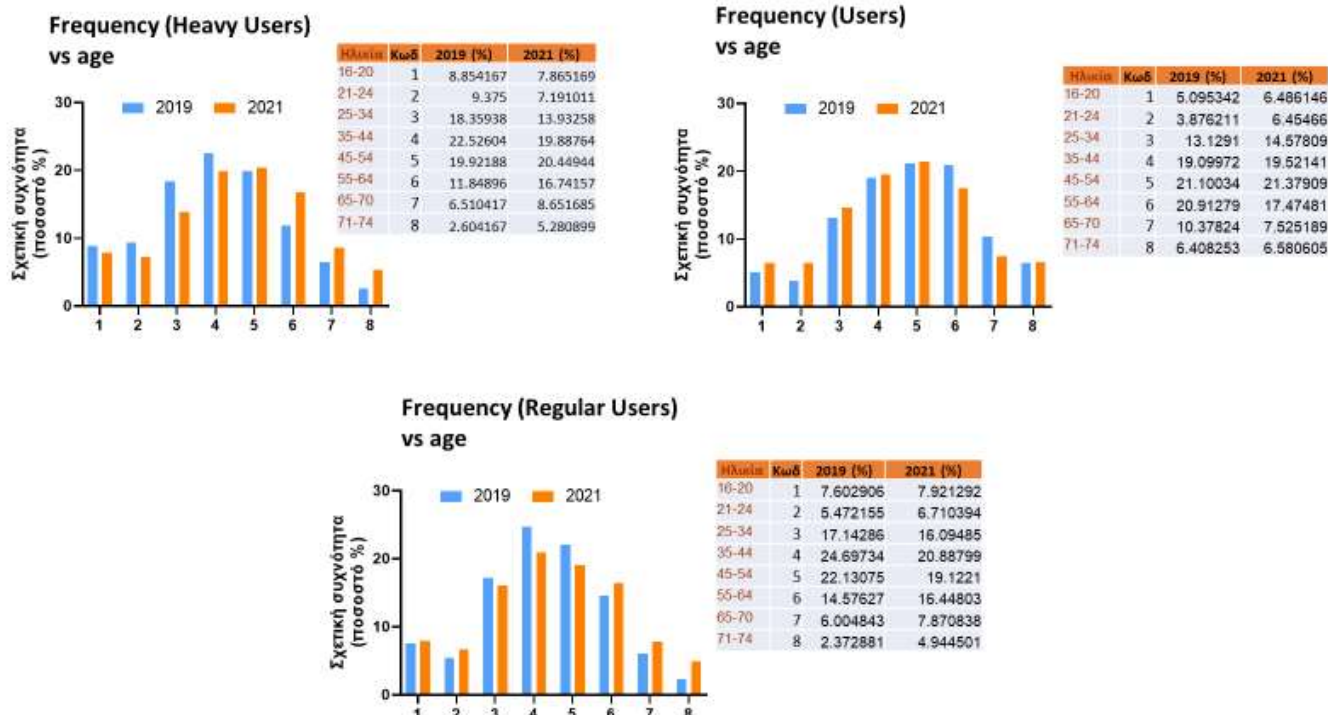 Frequency (Heavy Users)
vs age
Ηλικία Κωδ 2019 (%) 2021 (%)
16-20 1 8.854167 7.865169
21-24 2 9.375 7.191011
25-34 3 18.35938 13.93258
35-44 4 22.52604 19.88764
45-54 5 19.92188 20.44944
55-64 6 11.84896 16.74157
65-70 7 6.510417 8.651685
71-74 8 2.604167 5.280899
2019 2021
Σχετική συχνότητα
(ποσοστό %)
30
20
10
0
1 2 3 4 5 6 7 8
Frequency (Users)
vs age
Ηλικία Κωδ 2019 (%) 2021 (%)
16-20 1 5.095342 6.486146
21-24 2 3.876211 6.45466
25-34 3 13.1291 14.57809
35-44 4 19.09972 19.52141
45-54 5 21.10034 21.37909
55-64 6 20.91279 17.47481
65-70 7 10.37824 7.525189
71-74 8 6.408253 6.580605
2019 2021
Σχετική συχνότητα
(ποσοστό %)
30
20
10
0
1 2 3 4 5 6 7 8
Frequency (Regular Users)
vs age
Ηλικία Κωδ 2019 (%) 2021 (%)
16-20 1 7.602906 7.921292
21-24 2 5.472155 6.710394
25-34 3 17.14286 16.09485
35-44 4 24.69734 20.88799
45-54 5 22.13075 19.1221
55-64 6 14.57627 16.44803
65-70 7 6.004843 7.870838
71-74 8 2.372881 4.944501
2019 2021
Σχετική συχνότητα
(ποσοστό %)
30
20
10
0
1 2 3 4 5 6 7 8